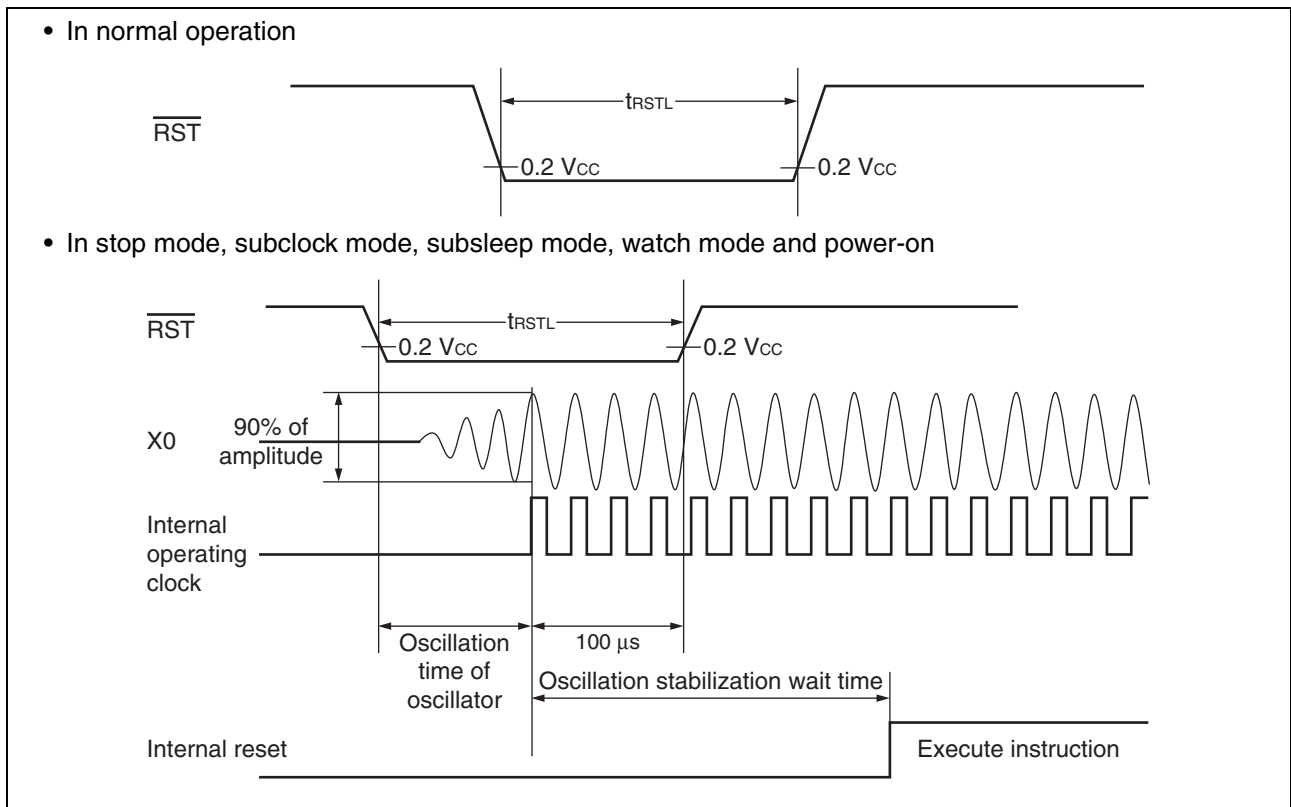 • In normal operation
tRSTL
RST
0.2 VCC
0.2 VCC
• In stop mode, subclock mode, subsleep mode, watch mode and power-on
RST
tRSTL
0.2 VCC
0.2 VCC
X0
90% of
amplitude
Internal
operating
clock
Oscillation
time of
oscillator
100 μs
Oscillation stabilization wait time
Internal reset
Execute instruction